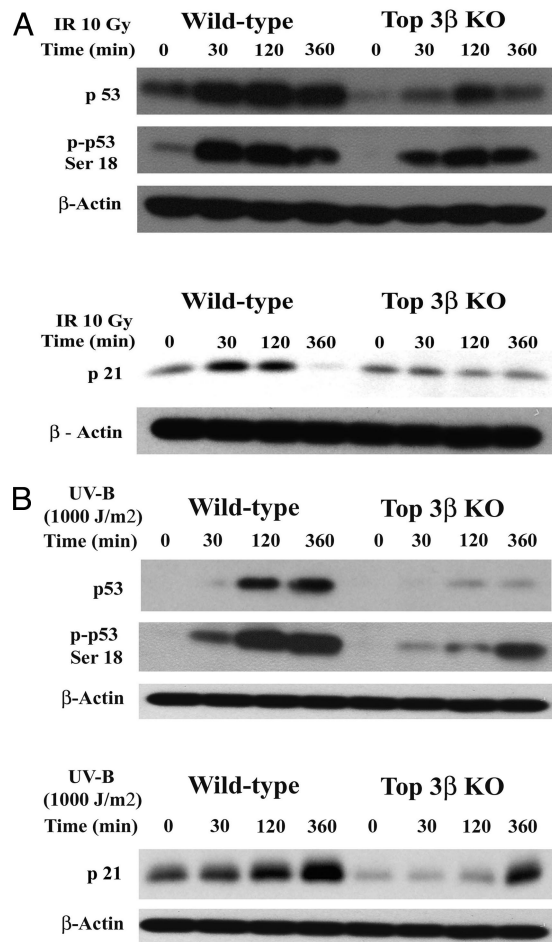 A
IR 10 Gy Wild-type Top 3β KO
Time (min) 0 30 120 360 0 30 120 360
p 53
p-p53
Ser 18
β-Actin
IR 10 Gy Wild-type Top 3β KO
Time (min) 0 30 120 360 0 30 120 360
p 21
β - Actin
B
UV-B
(1000 J/m2) Wild-type Top 3β KO
Time (min) 0 30 120 360 0 30 120 360
p53
p-p53
Ser 18
β-Actin
UV-B
(1000 J/m2) Wild-type Top 3β KO
Time (min) 0 30 120 360 0 30 120 360
p 21
β-Actin